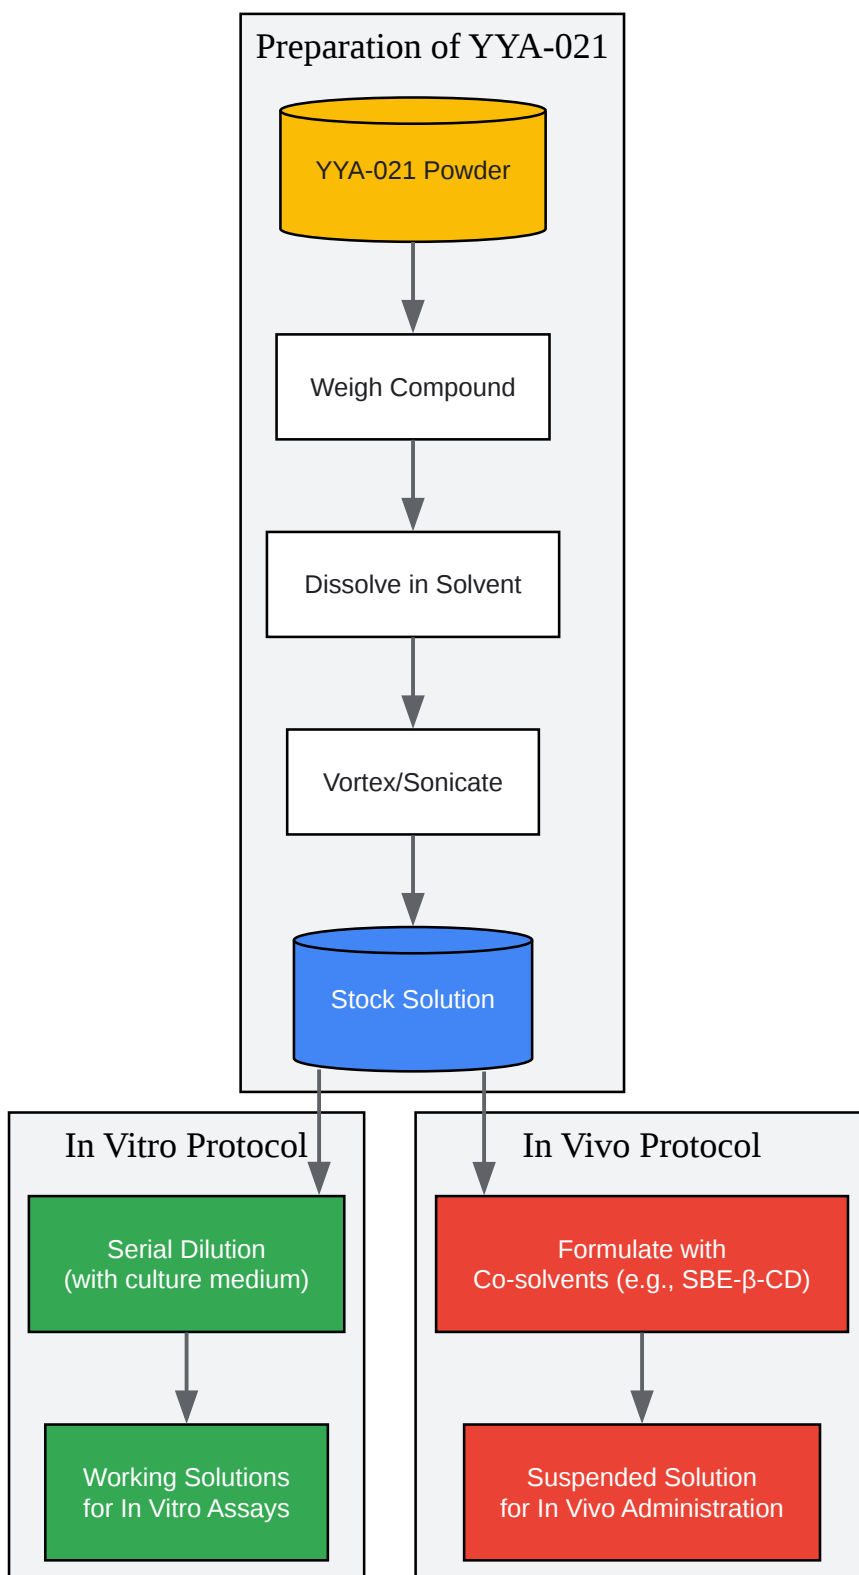 Preparation of YYA-021
YYA-021 Powder
Weigh Compound
Dissolve in Solvent
Vortex/Sonicate
Stock Solution
In Vitro Protocol
Serial Dilution
(with culture medium)
Working Solutions
for In Vitro Assays
In Vivo Protocol
Formulate with
Co-solvents (e.g., SBE-β-CD)
Suspended Solution
for In Vivo Administration